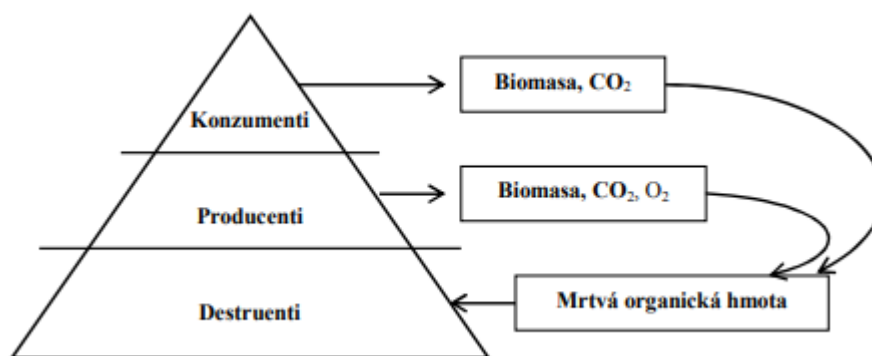 Konzumenti
Biomasa, CO₂
Producenti
Biomasa, CO₂, O₂
Destruenti
Mrtvá organická hmota